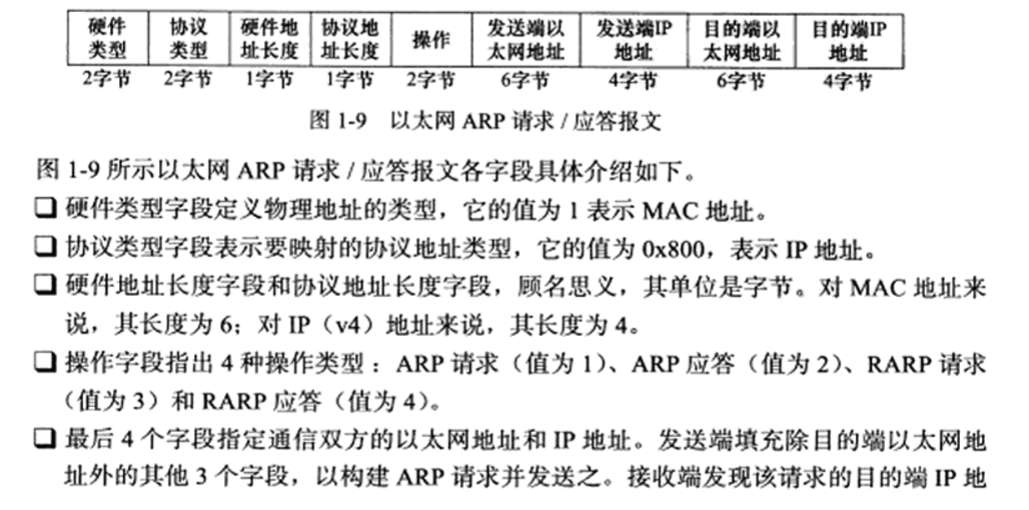 硬件类型 协议类型 硬件地址长度 协议地址长度 操作 发送端以太网地址 发送端IP地址 目的端以太网地址 目的端IP地址
2字节 2字节 1字节 1字节 2字节 6字节 4字节 6字节 4字节
图 1-9 以太网 ARP 请求 / 应答报文
图 1-9 所示以太网 ARP 请求 / 应答报文各字段具体介绍如下。
❑ 硬件类型字段定义物理地址的类型，它的值为 1 表示 MAC 地址。
❑ 协议类型字段表示要映射的协议地址类型，它的值为 0x800，表示 IP 地址。
❑ 硬件地址长度字段和协议地址长度字段，顾名思义，其单位是字节。对 MAC 地址来
说，其长度为 6；对 IP（v4）地址来说，其长度为 4。
❑ 操作字段指出 4 种操作类型：ARP 请求（值为 1）、ARP 应答（值为 2）、RARP 请求
（值为 3）和 RARP 应答（值为 4）。
❑ 最后 4 个字段指定通信双方的以太网地址和 IP 地址。发送端填充除目的端以太网地
址外的其他 3 个字段，以构建 ARP 请求并发送之。接收端发现该请求的目的端 IP 地